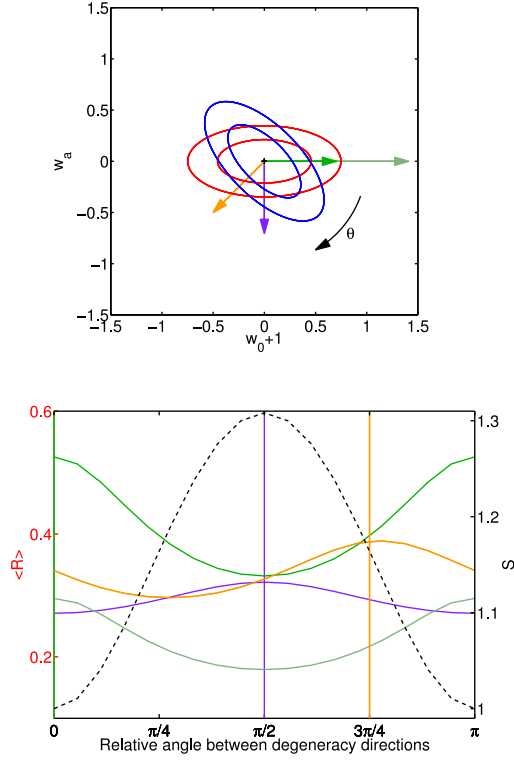 1.5
1
0.5
0
−0.5
−1
−1.5
w_a
−1.5 −1 −0.5 0 0.5 1 1.5
w_0+1
θ
0.6
0.4
0.2
<R>
1.3
1.2
1.1
1
S
0 π/4 π/2 3π/4 π
Relative angle between degeneracy directions